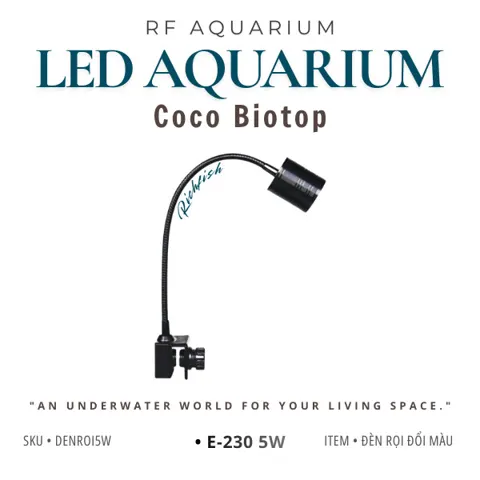 RF AQUARIUM
LED AQUARIUM
Coco Biotop
Richfish
"AN UNDERWATER WORLD FOR YOUR LIVING SPACE."
SKU • DENROI5W
• E-230 5W
ITEM • ĐÈN RỌI ĐỔI MÀU